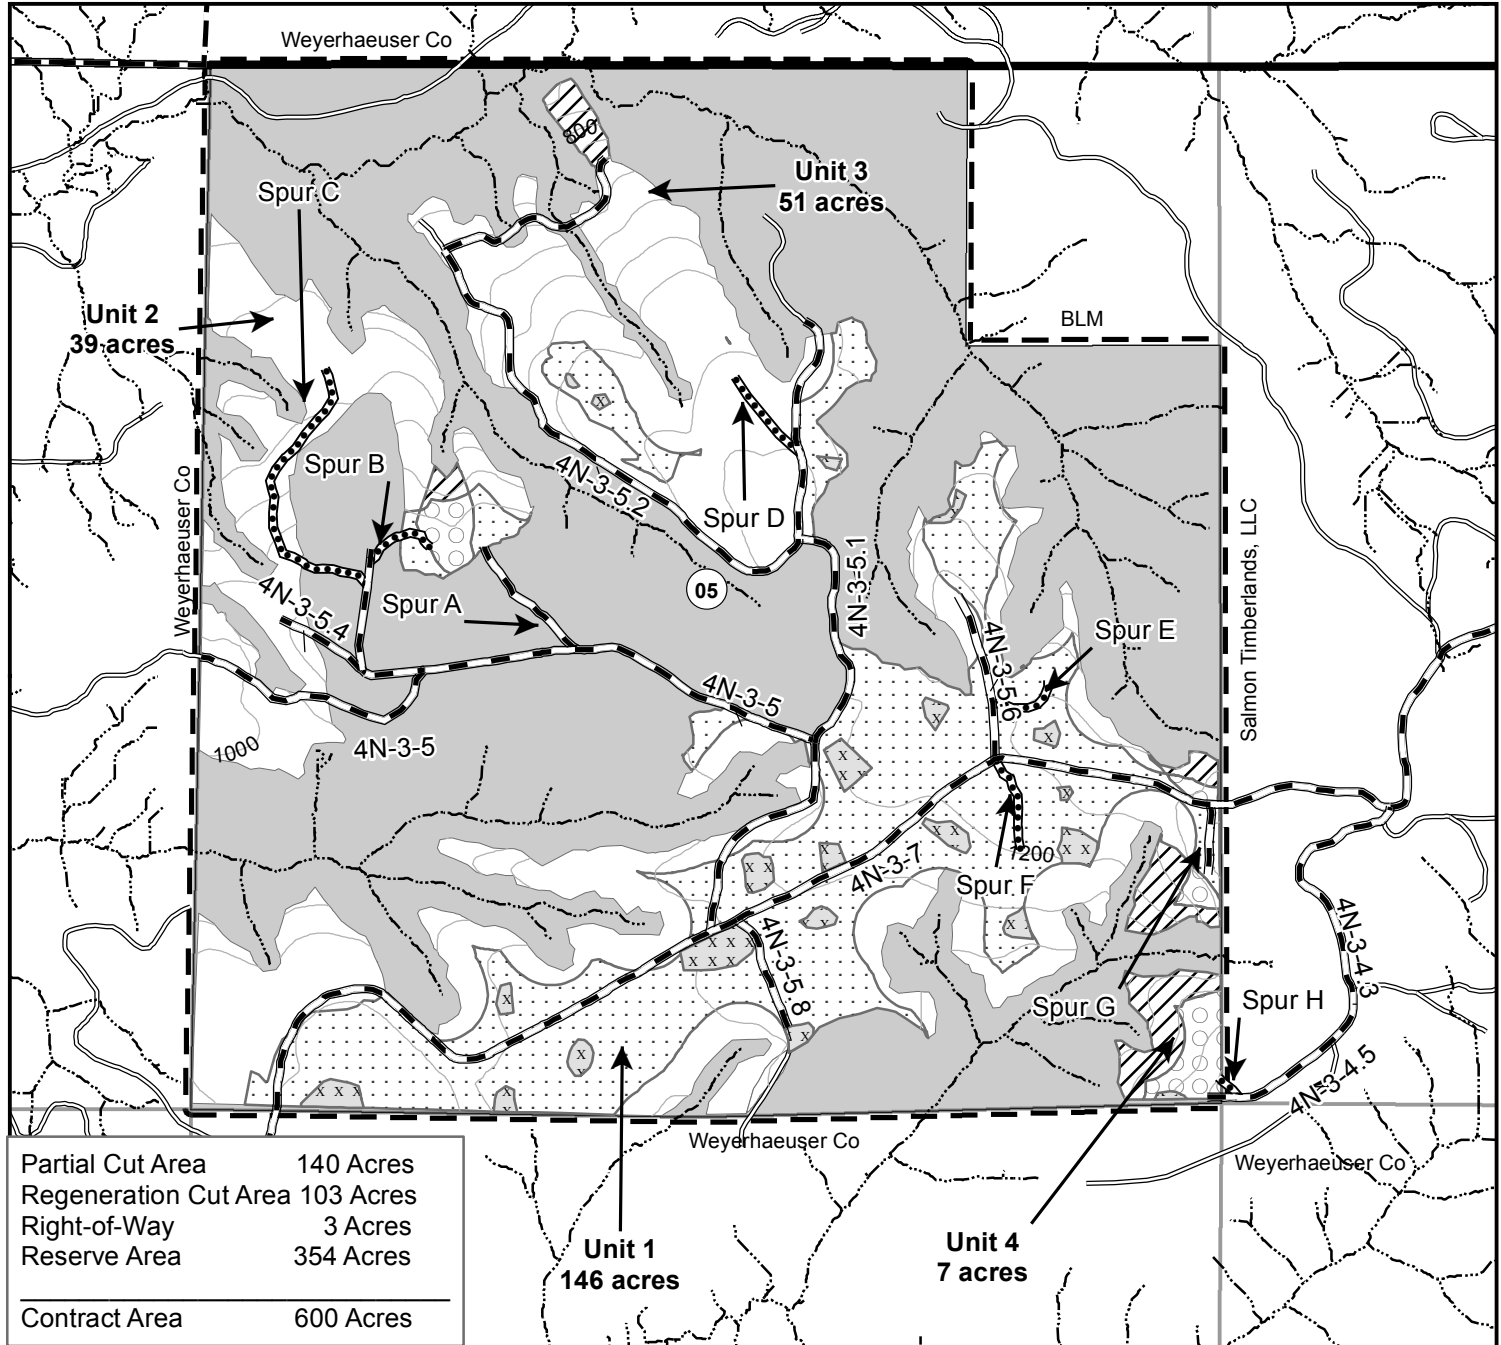 Weyerhaeuser Co
800
Unit 3
51 acres
Spur C
Unit 2
39 acres
BLM
Spur B
4N-3-5.2
Spur D
Weyerhaeuser Co
Salmon Timberlands, LLC
4N-3-5.1
05
4N-3-5.4
Spur A
4N-3-5.6
Spur E
4N-3-5
1000
4N-3-5
X
X
X X
X X
X
X
X
X X
X X
X
X X
X
X X
X
1200
4N-3-7
Spur F
X X
X
X X X X
X X X
4N-3-5.8
X
4N-3-4.3
Spur G
Spur H
X
X
X
X
X X X
X
4N-3-4.5
Weyerhaeuser Co
Weyerhaeuser Co
Partial Cut Area 140 Acres
Regeneration Cut Area 103 Acres
Right-of-Way 3 Acres
Reserve Area 354 Acres
Contract Area 600 Acres
Unit 1
146 acres
Unit 4
7 acres